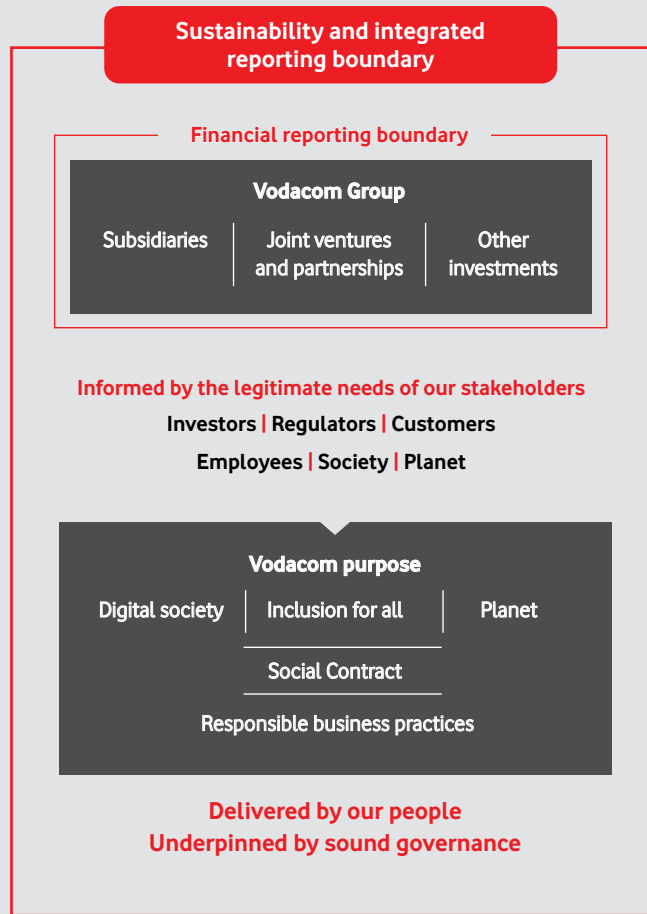 Sustainability and integrated
reporting boundary
Financial reporting boundary
Vodacom Group
Subsidiaries
Joint ventures
and partnerships
Other
investments
Informed by the legitimate needs of our stakeholders
Investors | Regulators | Customers
Employees | Society | Planet
Vodacom purpose
Digital society
Inclusion for all
Planet
Social Contract
Responsible business practices
Delivered by our people
Underpinned by sound governance